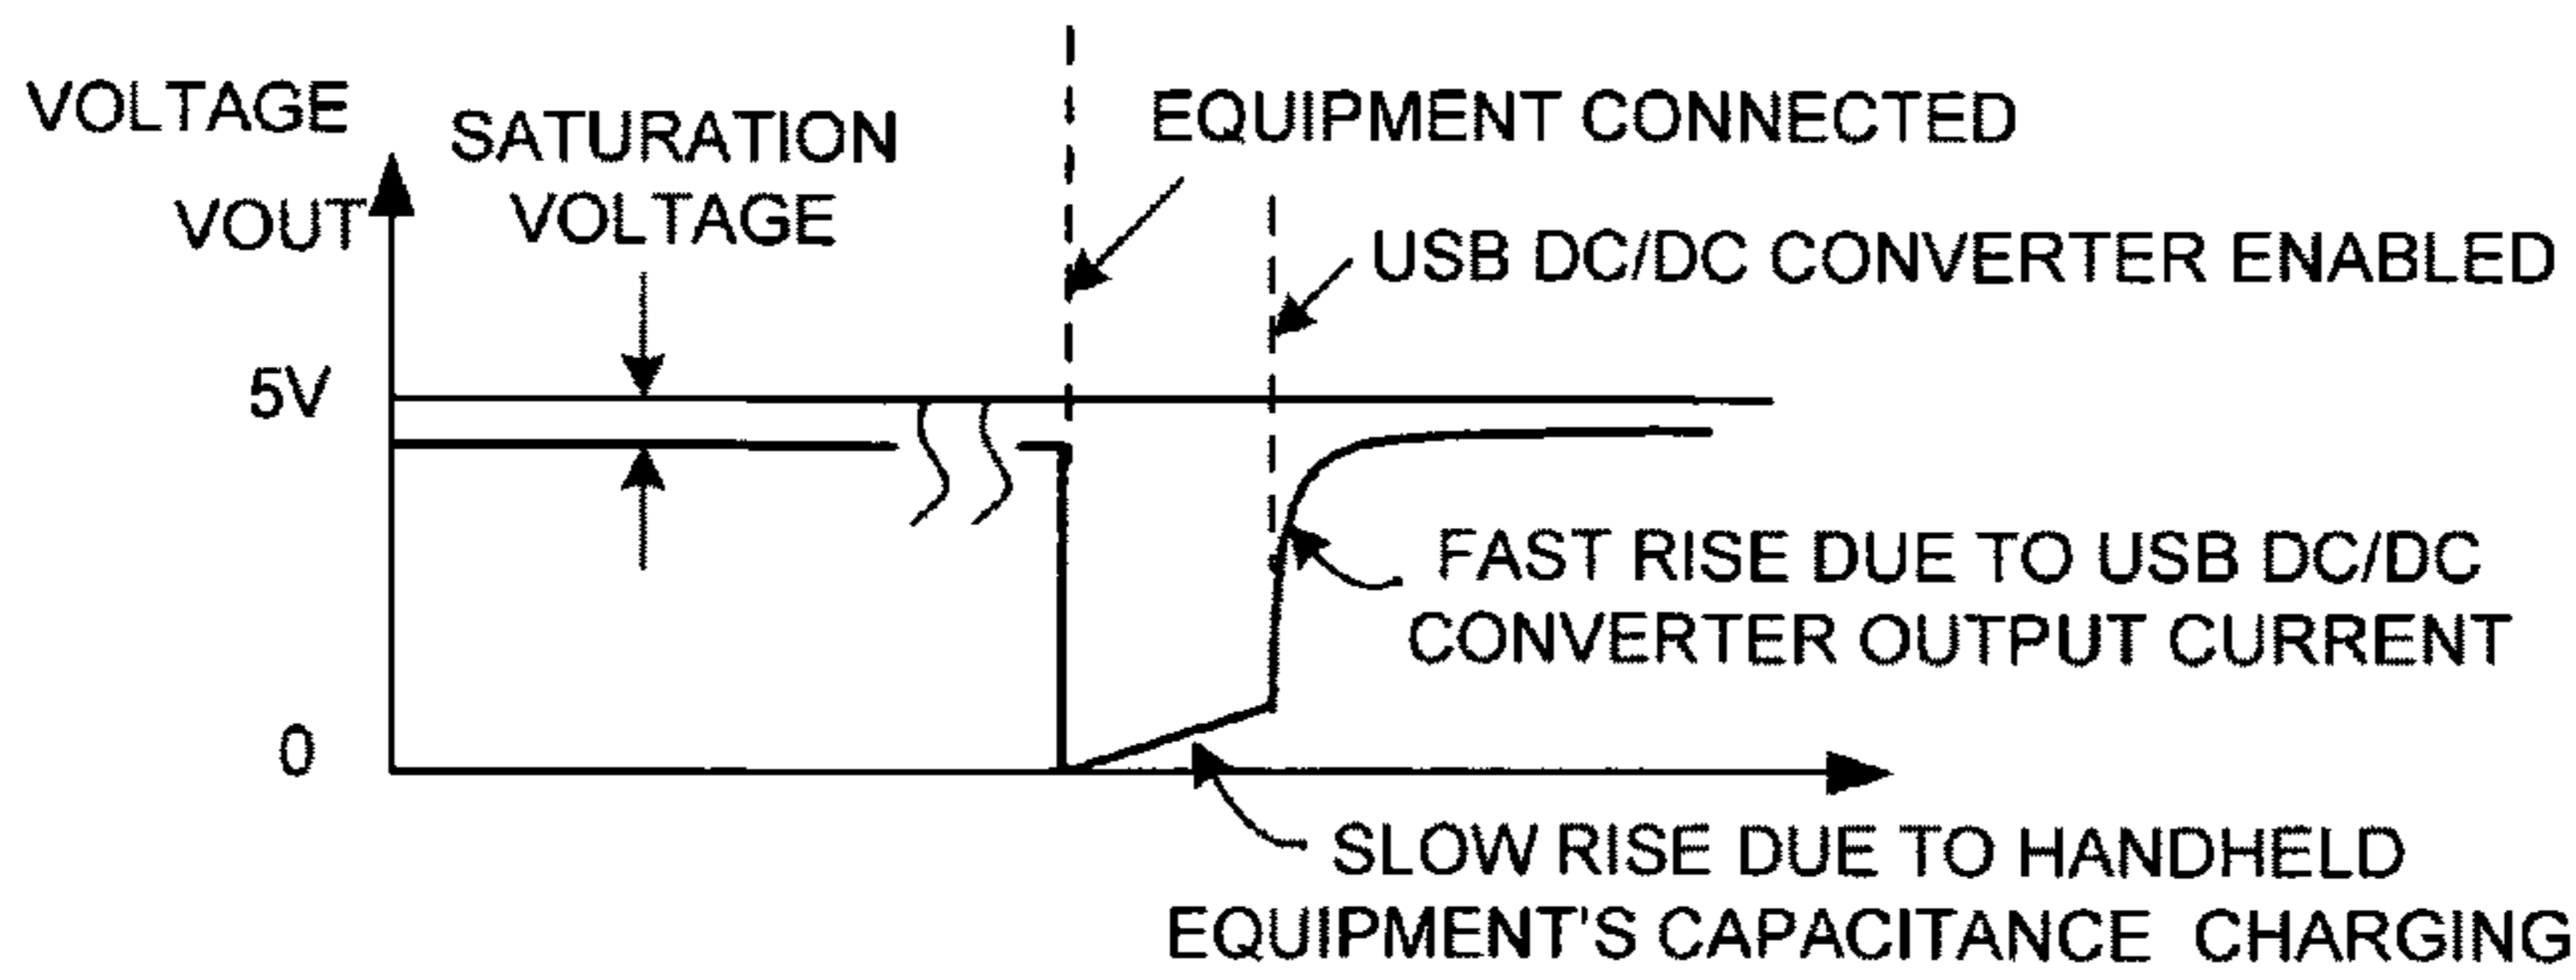 VOLTAGE
VOUT
SATURATION
VOLTAGE
EQUIPMENT CONNECTED
USB DC/DC CONVERTER ENABLED
5V
FAST RISE DUE TO USB DC/DC
CONVERTER OUTPUT CURRENT
0
SLOW RISE DUE TO HANDHELD
EQUIPMENT'S CAPACITANCE CHARGING